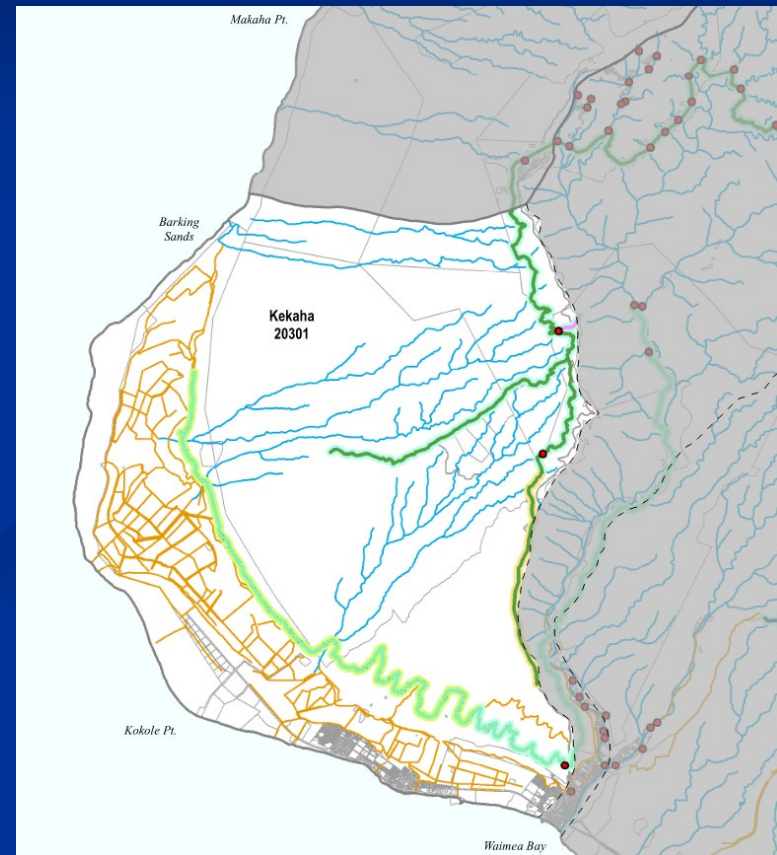 Makaha Pt.
Barking
Sands
Kekaha
20301
Kokole Pt.
Waimea Bay